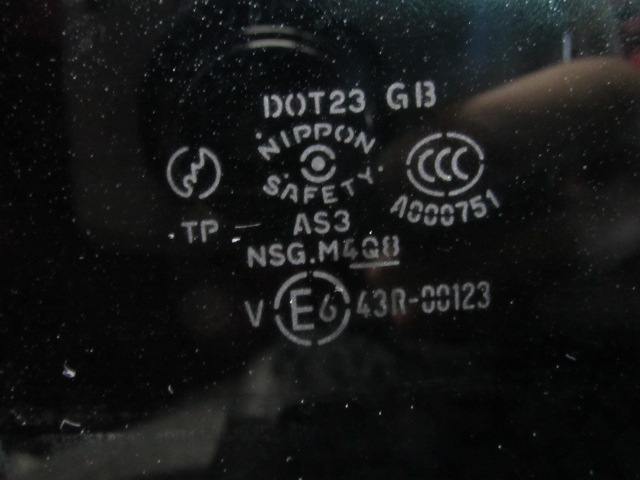 DOT23 GB
NIPPON
SAFETY
CCC
A000751
TP - AS3
NSG.M4Q8
V E6 43R-00123